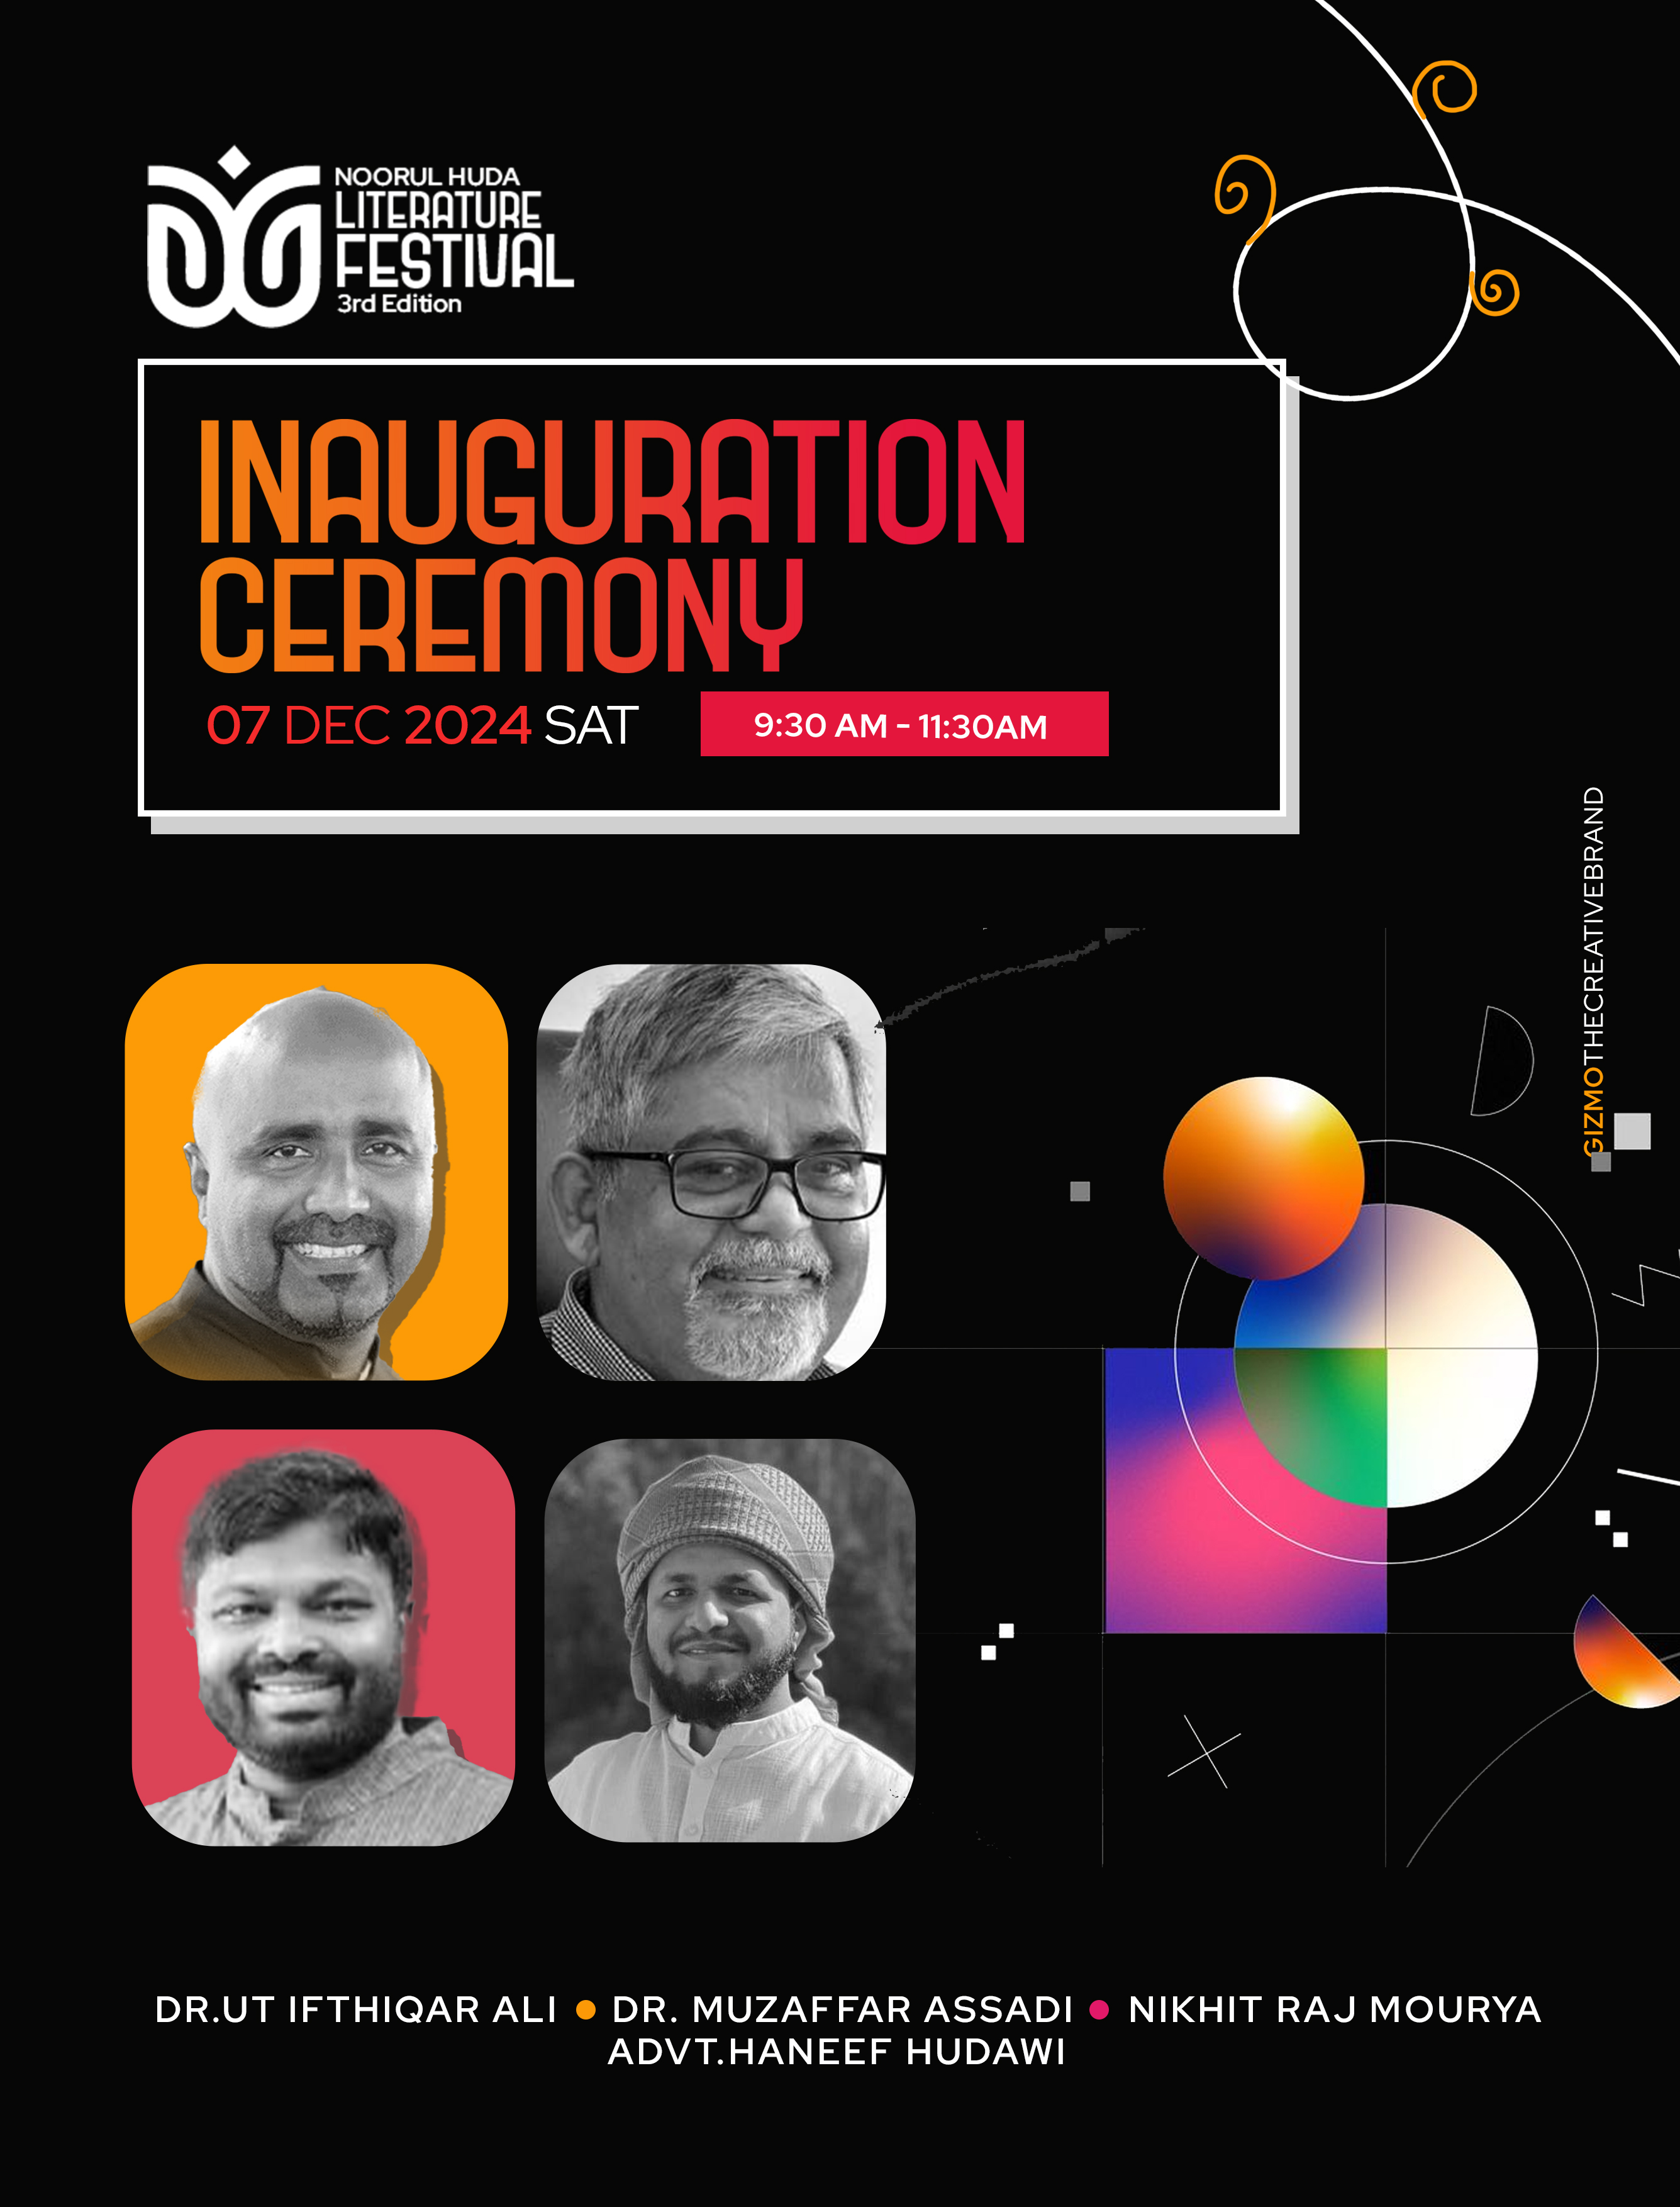 NOORUL HUDA
LITERATURE
FESTIVAL
3rd Edition
INAUGURATION
CEREMONY
07 DEC 2024 SAT
9:30 AM - 11:30AM
GIZMOTHECREATIVEBRAND
DR.UT IFTHIQAR ALI ● DR. MUZAFFAR ASSADI ● NIKHIT RAJ MOURYA
ADVT.HANEEF HUDAWI